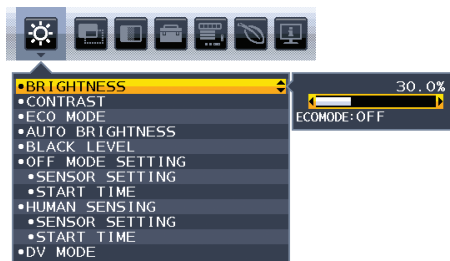 •BRIGHTNESS
•CONTRAST
•ECO MODE
•AUTO BRIGHTNESS
•BLACK LEVEL
•OFF MODE SETTING
•SENSOR SETTING
•START TIME
•HUMAN SENSING
•SENSOR SETTING
•START TIME
•DV MODE
30.0%
ECOMODE:OFF